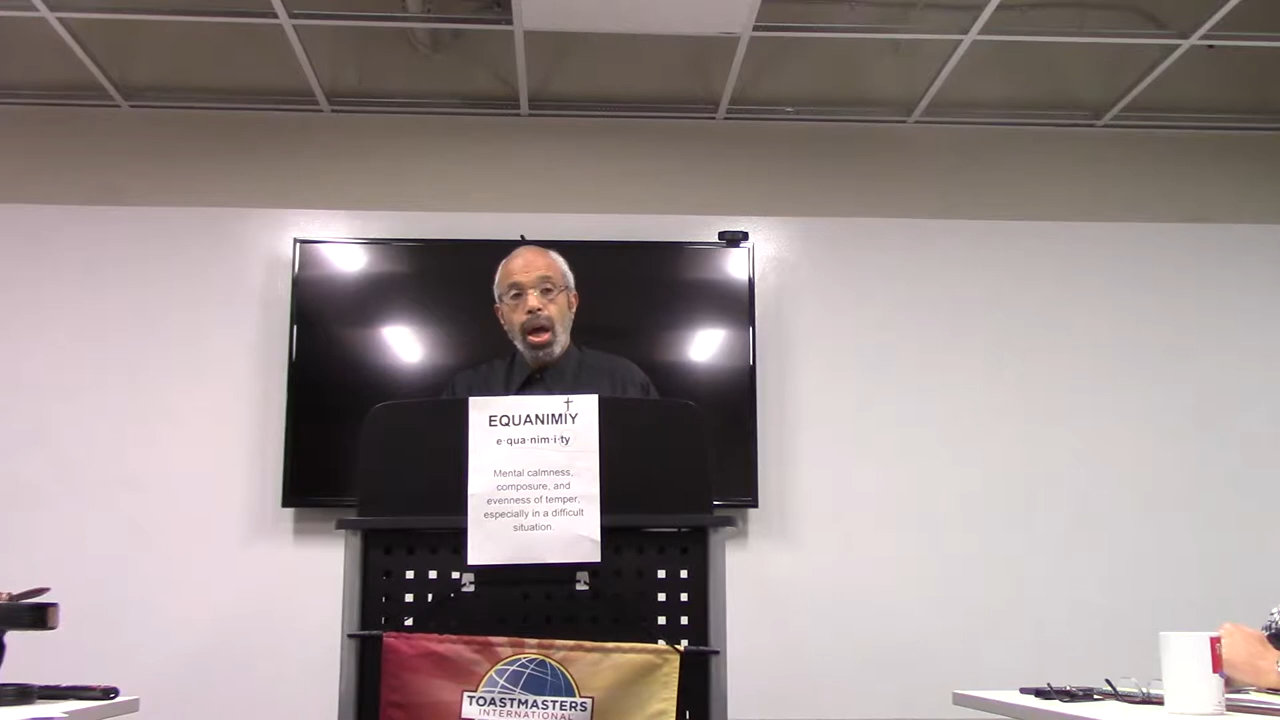 EQUANIMIY
e·qua·nim·i·ty
Mental calmness,
composure, and
evenness of temper,
especially in a difficult
situation.
TOASTMASTERS
INTERNATIONAL